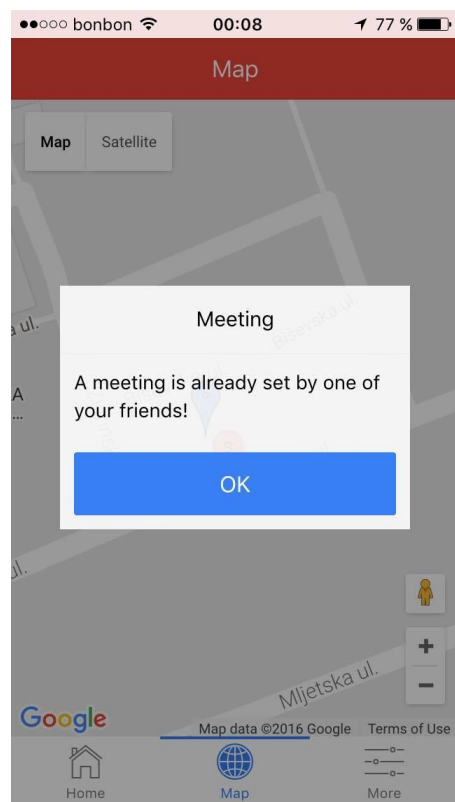 bonbon 00:08 77 %
Map
Map Satellite
Biševska ul.
a ul.
Meeting
A
...
A meeting is already set by one of
your friends!
OK
ul.
Mljetska ul.
Google
Map data ©2016 Google Terms of Use
Home Map More